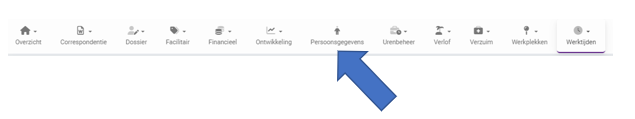 Overzicht Correspondentie Dossier Facilitair Financieel Ontwikkeling Persoonsgegevens Urenbeheer Verlof Verzuim Werkplekken Werktijden